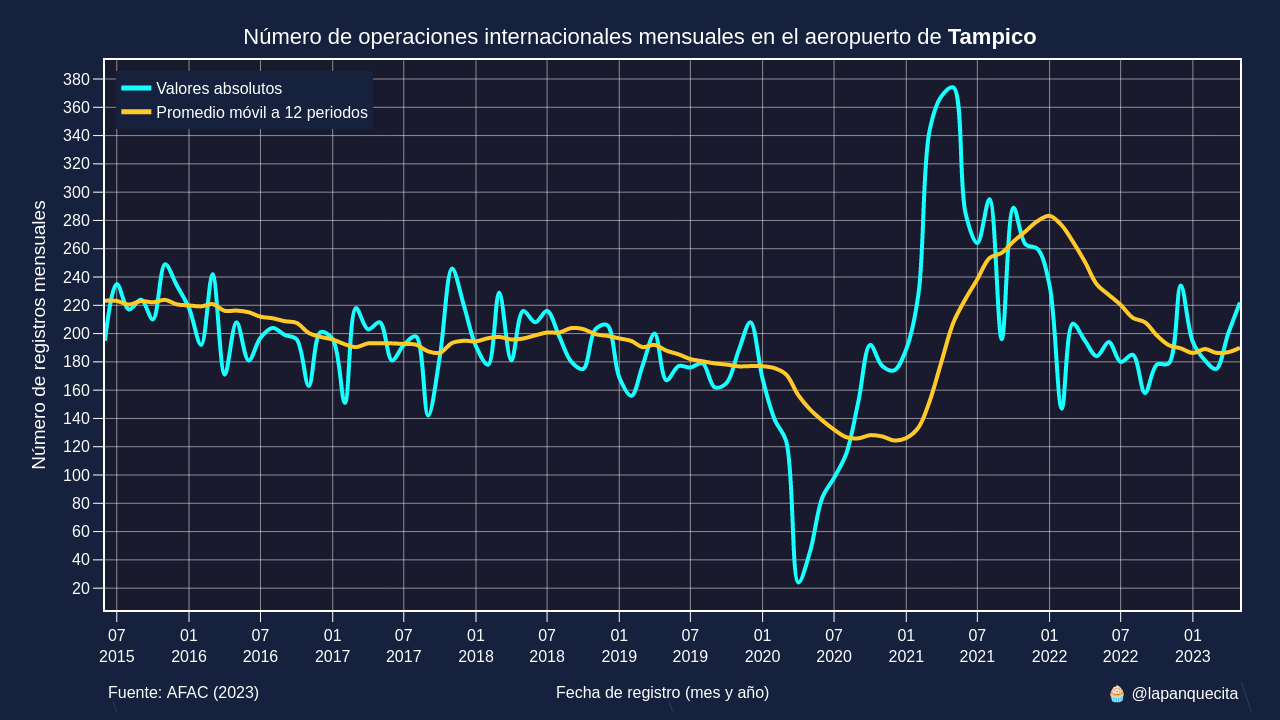 Número de operaciones internacionales mensuales en el aeropuerto de Tampico
Valores absolutos
Promedio móvil a 12 periodos
Número de registros mensuales
380
360
340
320
300
280
260
240
220
200
180
160
140
120
100
80
60
40
20
07 01 07 01 07 01 07 01 07 01 07 01 07 01 07 01
2015 2016 2016 2017 2017 2018 2018 2019 2019 2020 2020 2021 2021 2022 2022 2023
Fuente: AFAC (2023)
Fecha de registro (mes y año)
🧁 @lapanquecita